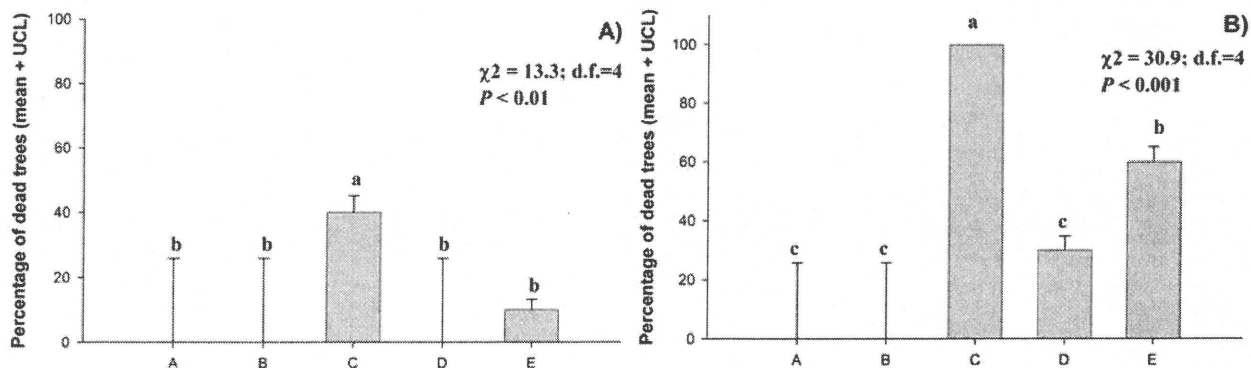 Percentage of dead trees (mean + UCL)
100
80
60
40
20
0
A)
χ2 = 13.3; d.f.=4
P < 0.01
b
b
a
b
b
A
B
C
D
E
Percentage of dead trees (mean + UCL)
100
80
60
40
20
0
B)
χ2 = 30.9; d.f.=4
P < 0.001
c
c
a
c
b
A
B
C
D
E